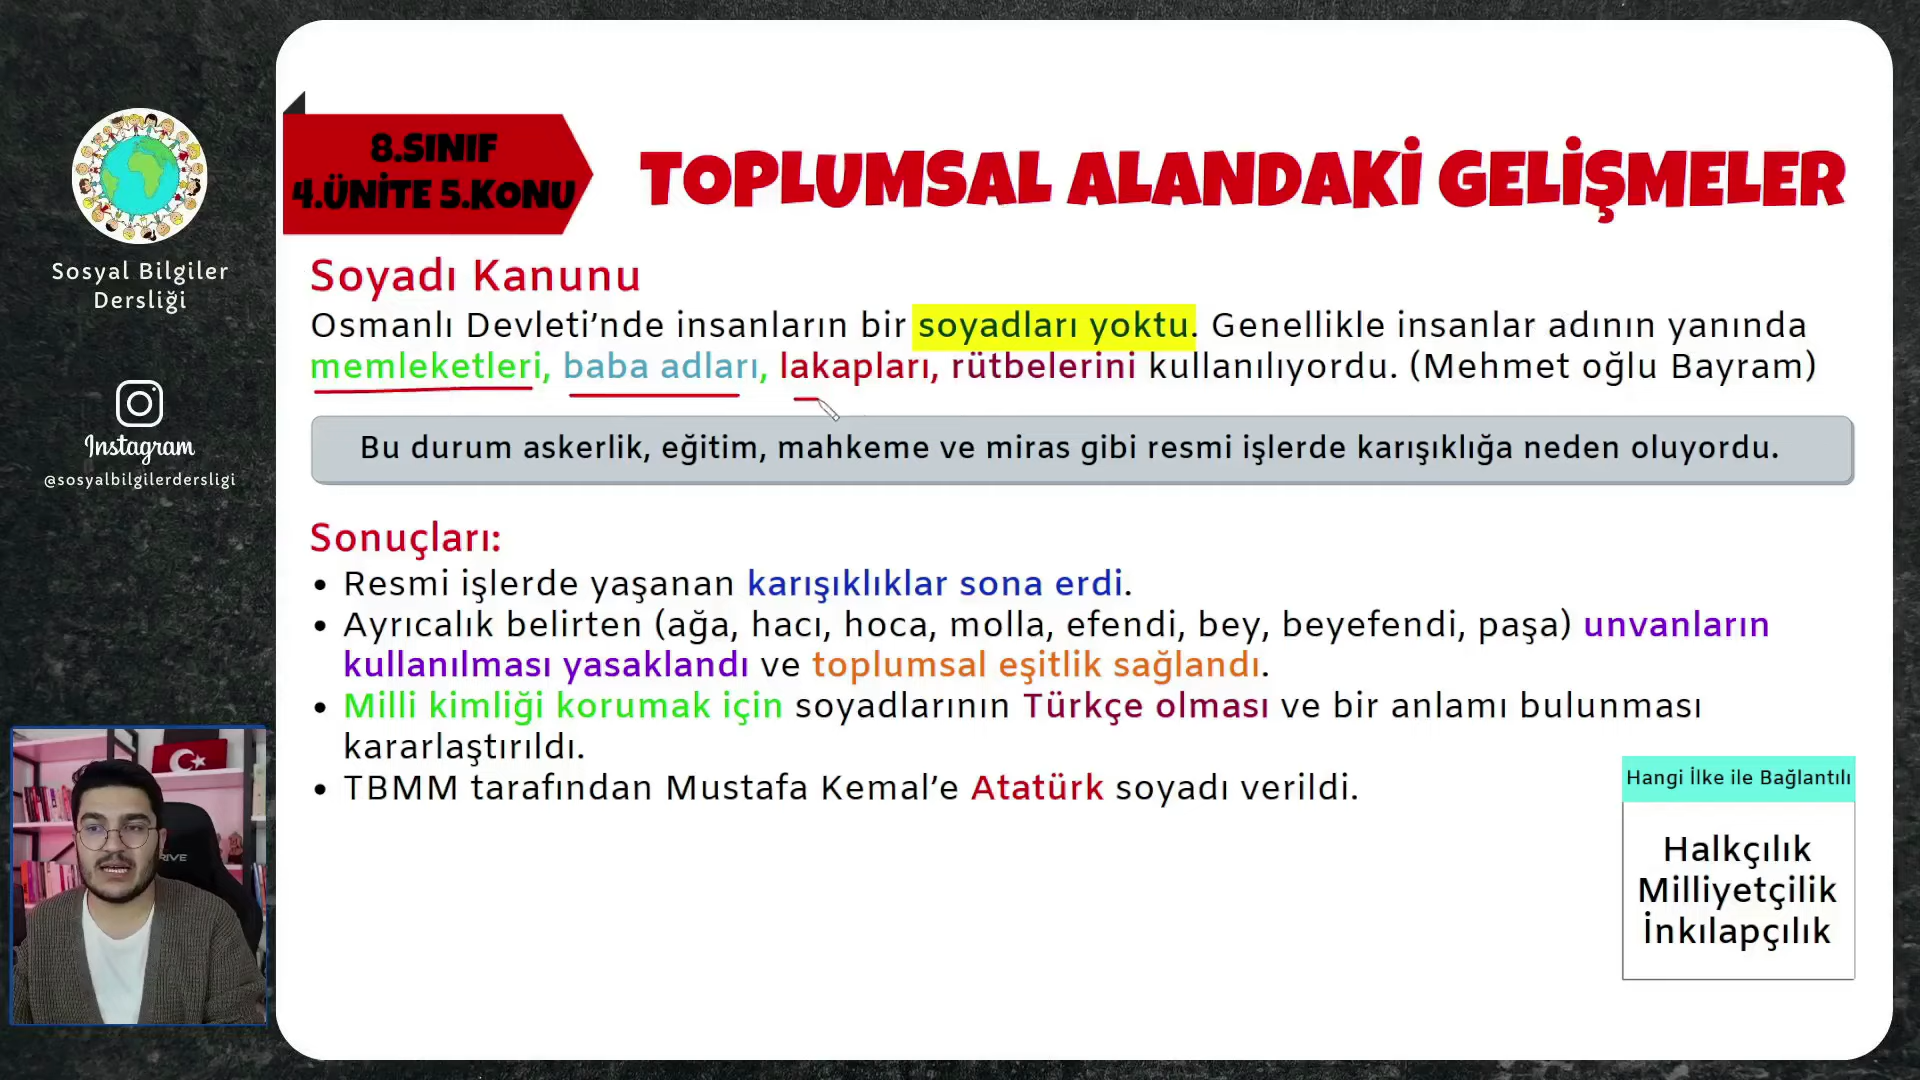 8.SINIF
4.ÜNİTE 5.KONU
TOPLUMSAL ALANDAKİ GELİŞMELER
Sosyal Bilgiler
Dersliği
Instagram
@sosyalbilgilerdersligi
Soyadı Kanunu
Osmanlı Devleti’nde insanların bir soyadları yoktu. Genellikle insanlar adının yanında
memleketleri, baba adları, lakapları, rütbelerini kullanılıyordu. (Mehmet oğlu Bayram)
Bu durum askerlik, eğitim, mahkeme ve miras gibi resmi işlerde karışıklığa neden oluyordu.
Sonuçları:
• Resmi işlerde yaşanan karışıklıklar sona erdi.
• Ayrıcalık belirten (ağa, hacı, hoca, molla, efendi, bey, beyefendi, paşa) unvanların
kullanılması yasaklandı ve toplumsal eşitlik sağlandı.
• Milli kimliği korumak için soyadlarının Türkçe olması ve bir anlamı bulunması
kararlaştırıldı.
• TBMM tarafından Mustafa Kemal’e Atatürk soyadı verildi.
Hangi İlke ile Bağlantılı
Halkçılık
Milliyetçilik
İnkılapçılık